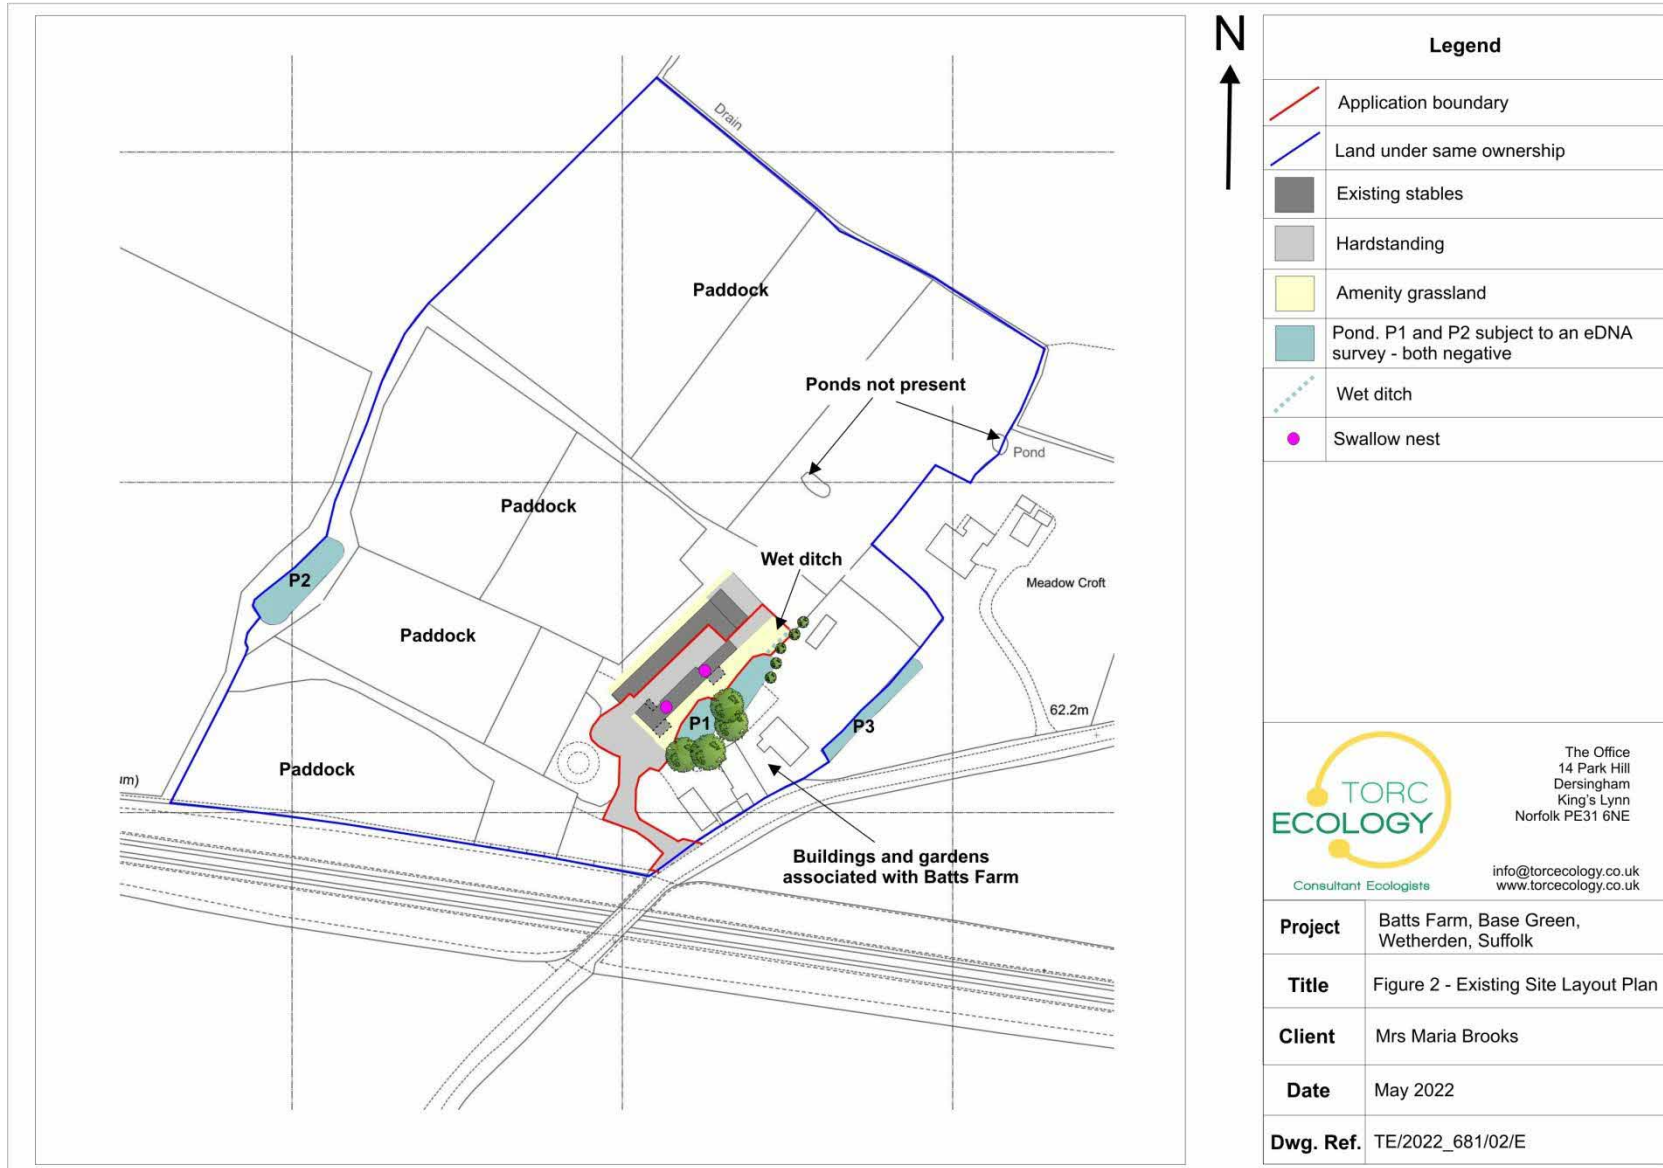 Drain
Paddock
Ponds not present
Pond
Paddock
Wet ditch
Meadow Croft
P2
Paddock
62.2m
P1
P3
Paddock
um)
Buildings and gardens
associated with Batts Farm
N
Legend
Application boundary
Land under same ownership
Existing stables
Hardstanding
Amenity grassland
Pond. P1 and P2 subject to an eDNA
survey - both negative
Wet ditch
Swallow nest
TORC
ECOLOGY
Consultant Ecologists
The Office
14 Park Hill
Dersingham
King's Lynn
Norfolk PE31 6NE
info@torcecology.co.uk
www.torcecology.co.uk
Project
Batts Farm, Base Green,
Wetherden, Suffolk
Title
Figure 2 - Existing Site Layout Plan
Client
Mrs Maria Brooks
Date
May 2022
Dwg. Ref.
TE/2022_681/02/E